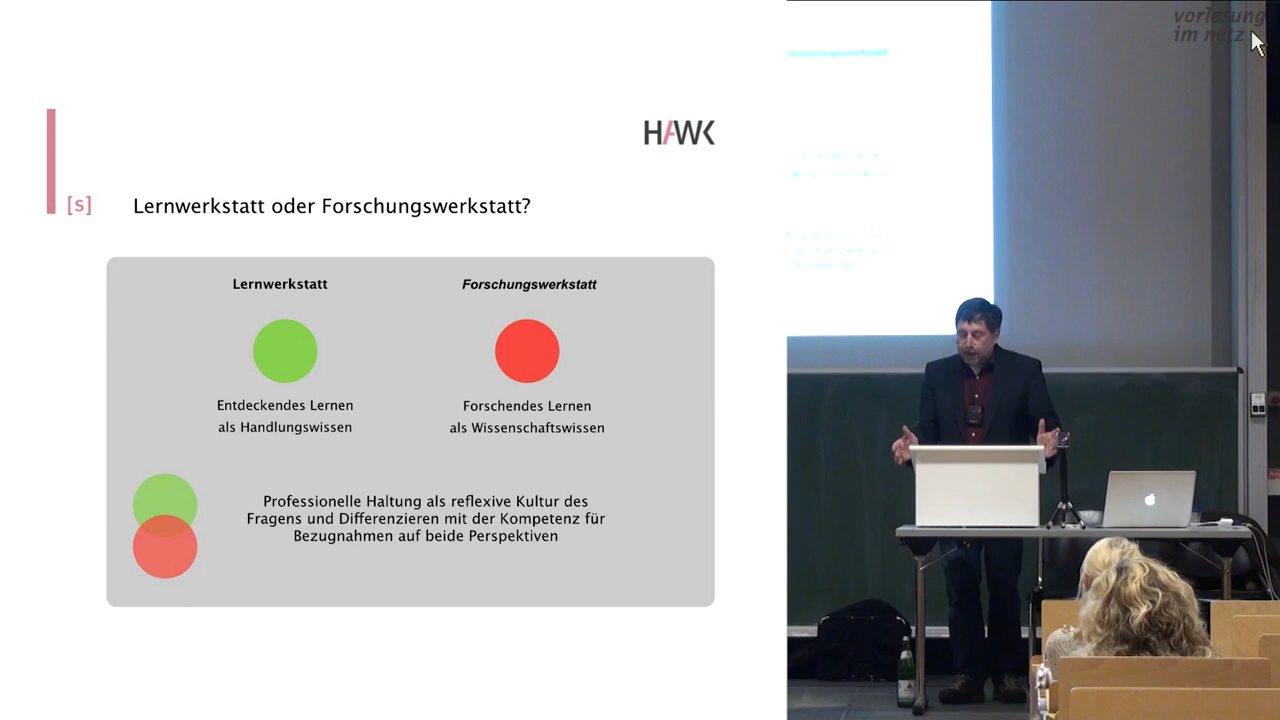 vorlesung
im netz
HAWK
[s]
Lernwerkstatt oder Forschungswerkstatt?
Lernwerkstatt
Forschungswerkstatt
Entdeckendes Lernen
als Handlungswissen
Forschendes Lernen
als Wissenschaftswissen
Professionelle Haltung als reflexive Kultur des
Fragens und Differenzieren mit der Kompetenz für
Bezugnahmen auf beide Perspektiven